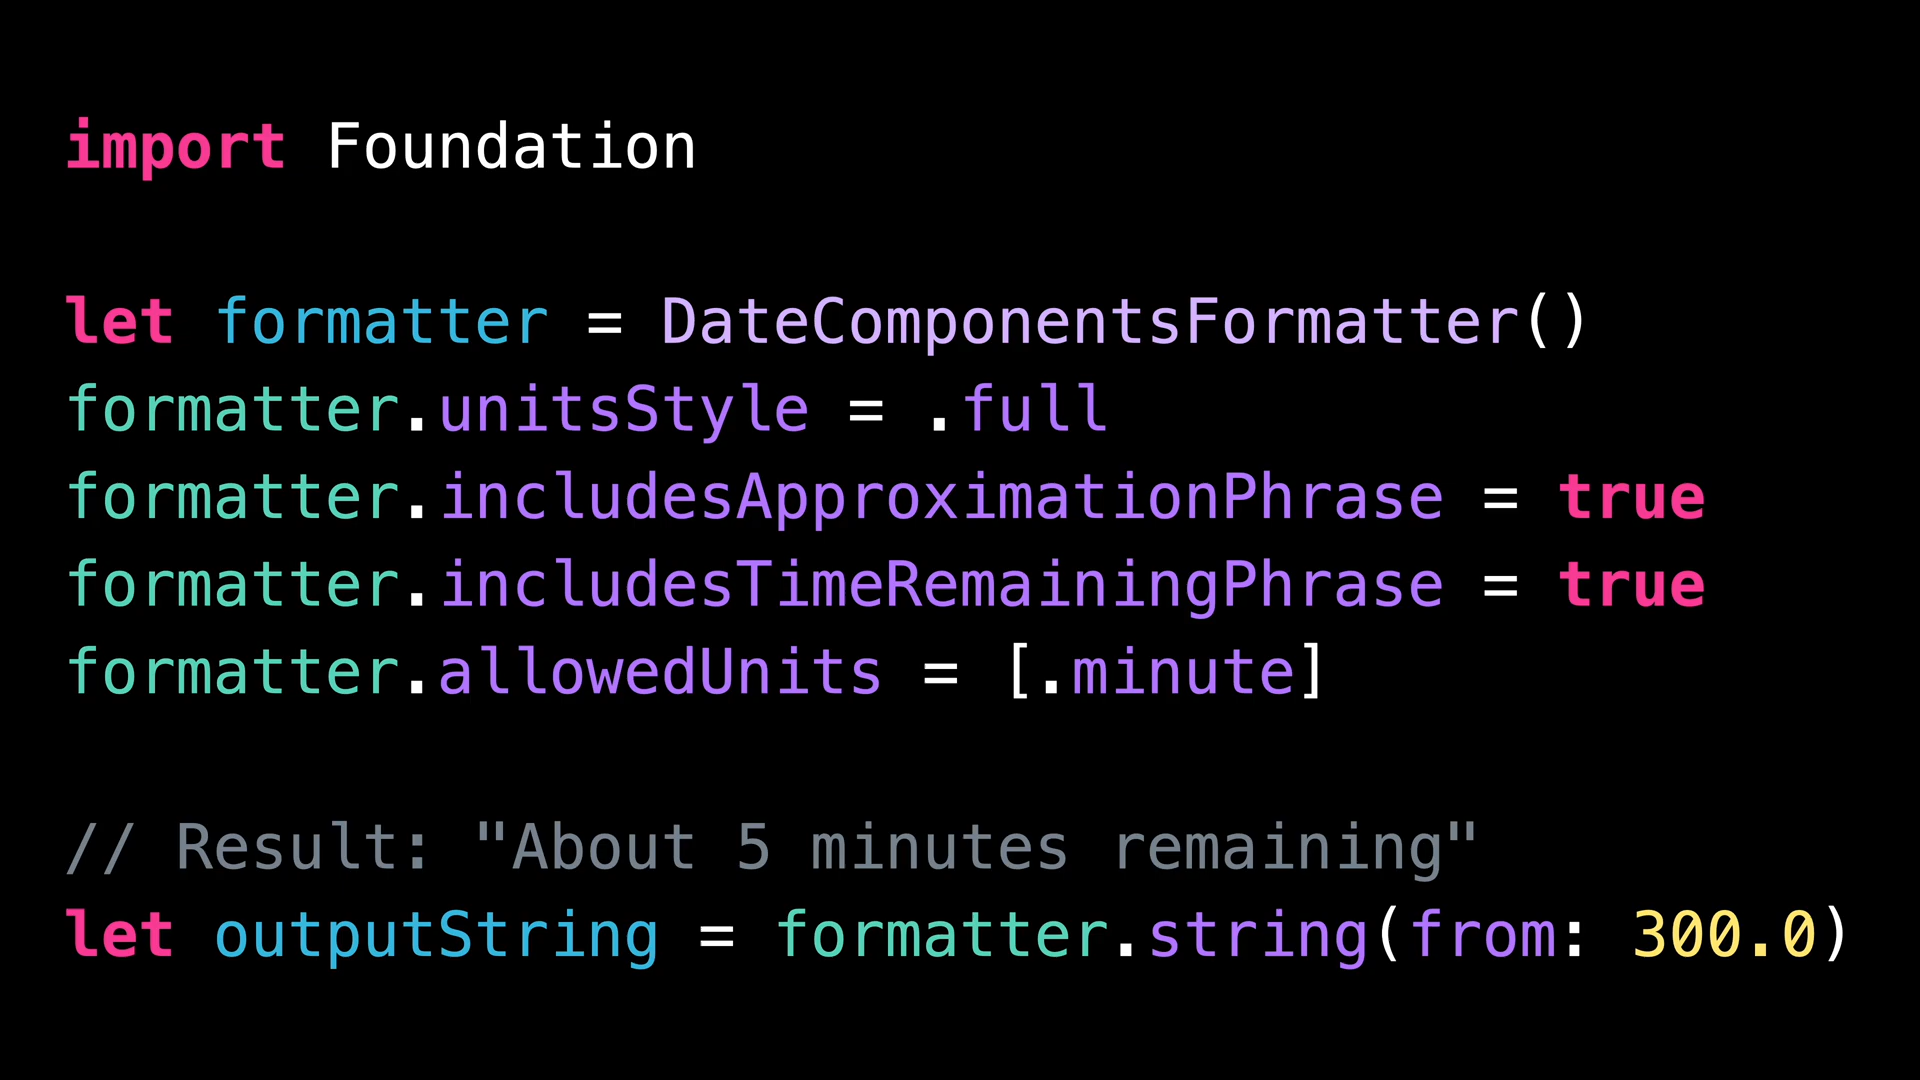 import Foundation
let formatter = DateComponentsFormatter()
formatter.unitsStyle = .full
formatter.includesApproximationPhrase = true
formatter.includesTimeRemainingPhrase = true
formatter.allowedUnits = [.minute]
// Result: "About 5 minutes remaining"
let outputString = formatter.string(from: 300.0)